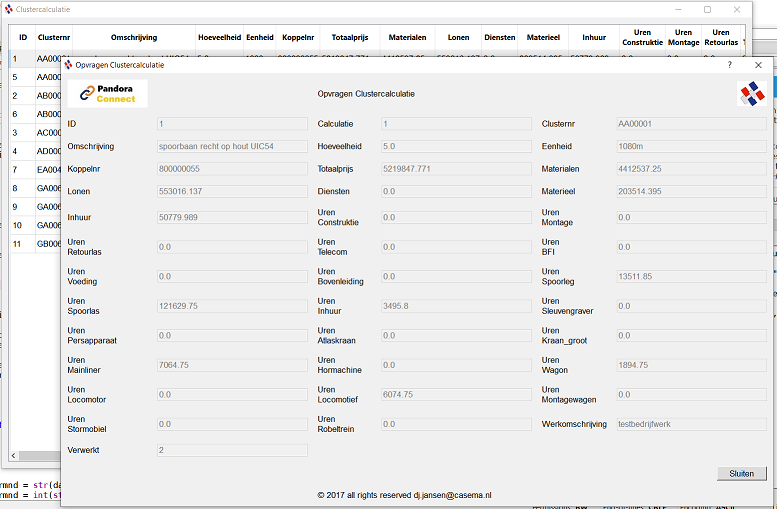 Clustercalculatie
ID Clusternr Omschrijving Hoeveelheid Eenheid Koppelnr Totaalprijs Materialen Lonen Diensten Materieel Inhuur Uren Construktie Uren Montage Uren Retourlas
1
5 AA000
2 AB000
6 AB000
3 AC000
4 AD000
7 EA004
8 GA006
9 GA006
10 GA006
11 GB006
Opvragen Clustercalculatie
Pandora
Connect
Opvragen Clustercalculatie
ID 1 Calculatie 1 Clusternr AA00001
Omschrijving spoorbaan recht op hout UIC54 Hoeveelheid 5.0 Eenheid 1080m
Koppelnr 800000055 Totaalprijs 5219847.771 Materialen 4412537.25
Lonen 553016.137 Diensten 0.0 Materieel 203514.395
Inhuur 50779.989 Uren Construktie 0.0 Uren Montage 0.0
Uren Retourlas 0.0 Uren Telecom 0.0 Uren BFI 0.0
Uren Voeding 0.0 Uren Bovenleiding 0.0 Uren Spoorleg 13511.85
Uren Spoorlas 121629.75 Uren Inhuur 3495.8 Uren Sleuvengraver 0.0
Uren Persapparaat 0.0 Uren Atlaskraan 0.0 Uren Kraan_groot 0.0
Uren Mainliner 7064.75 Uren Hormachine 0.0 Uren Wagon 1894.75
Uren Locomotor 0.0 Uren Locomotief 6074.75 Uren Montagewagen 0.0
Uren Stormobiel 0.0 Uren Robeltrein 0.0 Werkomschrijving testbedrijfwerk
Verwerkt 2
Sluiten
© 2017 all rights reserved dj.jansen@casema.nl
rmnd = str(da
rmnd = int(st